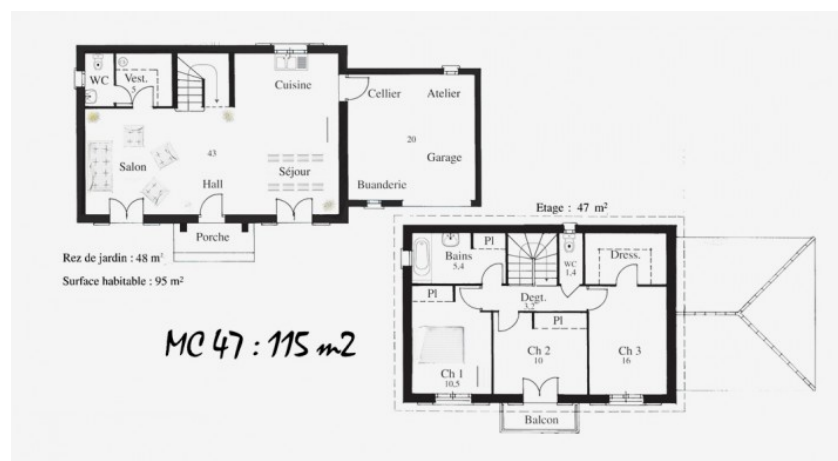 WC
Vest.
5
Cuisine
Cellier
Atelier
43
20
Salon
Séjour
Garage
Hall
Buanderie
Porche
Rez de jardin : 48 m²
Surface habitable : 95 m²
MC 47 : 115 m2
Etage : 47 m²
Pl
Bains
5,4
WC
1,4
Dress.
Pl
Degt.
Pl
Ch 1
10,5
Ch 2
10
Ch 3
16
Balcon